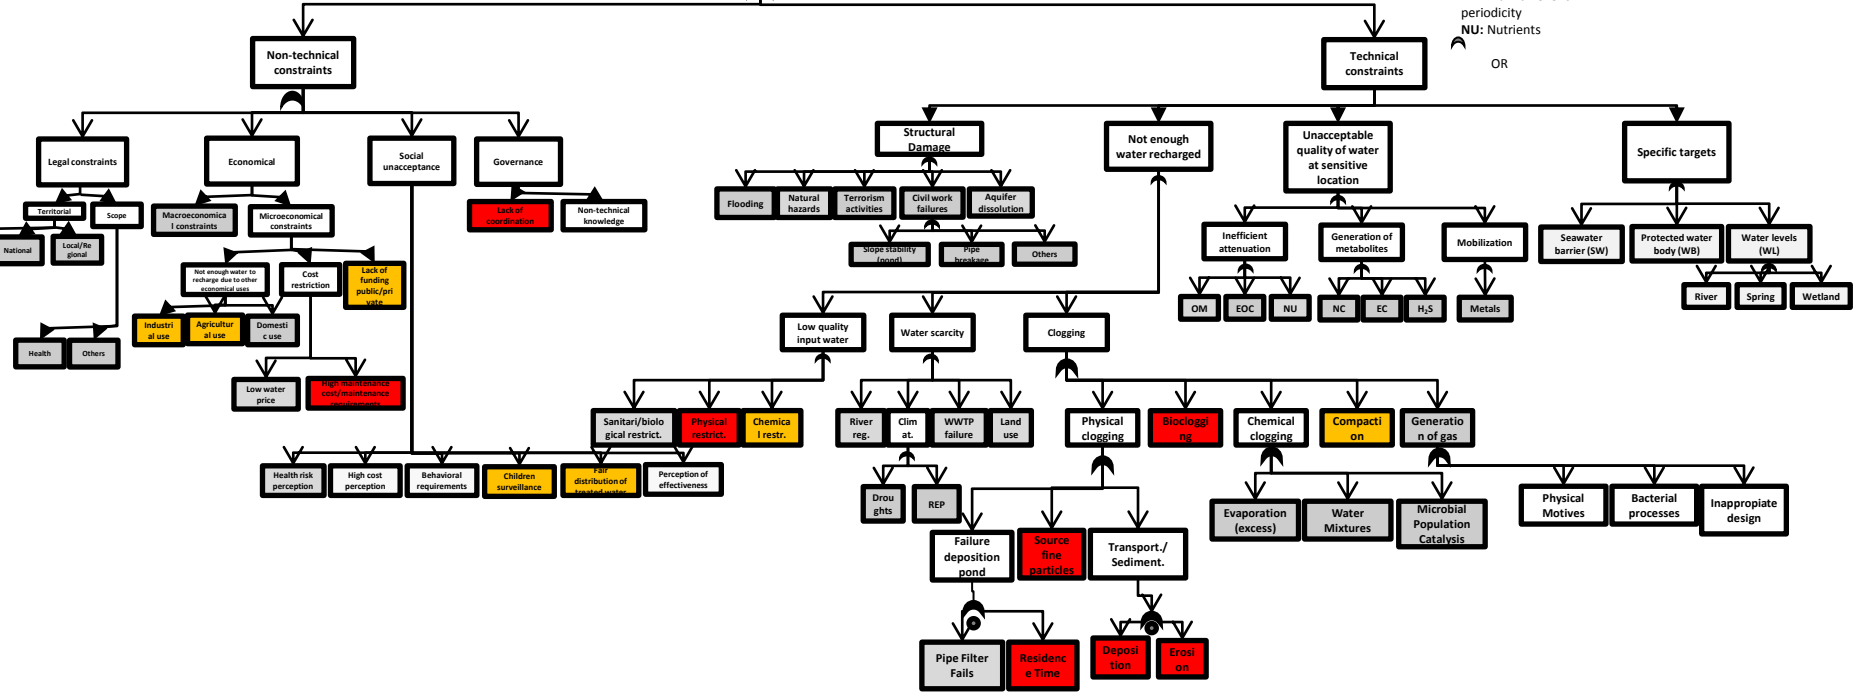 periodicity
NU: Nutrients
OR
Non-technical
constraints
Technical
constraints
Legal constraints
Economical
Social
unacceptance
Governance
Structural
Damage
Not enough
water recharged
Unacceptable
quality of water
at sensitive
location
Specific targets
Territorial
Scope
Macroeconomica
l constraints
Microeconomical
constraints
Lack of
coordination
Non-technical
knowledge
Flooding
Natural
hazards
Terrorism
activities
Civil work
failures
Aquifer
dissolution
National
Local/Re
gional
Slope stability
(pond)
Pipe
breakage
Others
Inefficient
attenuation
Generation of
metabolites
Mobilization
Seawater
barrier (SW)
Protected water
body (WB)
Water levels
(WL)
Not enough water to
recharge due to other
economical uses
Cost
restriction
Lack of
funding
public/pri
vate
OM
EOC
NU
NC
EC
H₂S
Metals
River
Spring
Wetland
Industri
al use
Agricultur
al use
Domesti
c use
Low quality
input water
Water scarcity
Clogging
Health
Others
Low water
price
High maintenance
cost/maintenance
requirements
Sanitari/biolo
gical restrict.
Physical
restrict.
Chemica
l restr.
River
reg.
Clim
at.
WWTP
failure
Land
use
Physical
clogging
Biocloggi
ng
Chemical
clogging
Compacti
on
Generatio
n of gas
Health risk
perception
High cost
perception
Behavioral
requirements
Children
surveillance
Fair
distribution of
treated water
Perception of
effectiveness
Drou
ghts
REP
Evaporation
(excess)
Water
Mixtures
Microbial
Population
Catalysis
Physical
Motives
Bacterial
processes
Inappropiate
design
Failure
deposition
pond
Source
fine
particles
Transport./
Sediment.
Pipe Filter
Fails
Residenc
e Time
Deposi
tion
Erosi
on